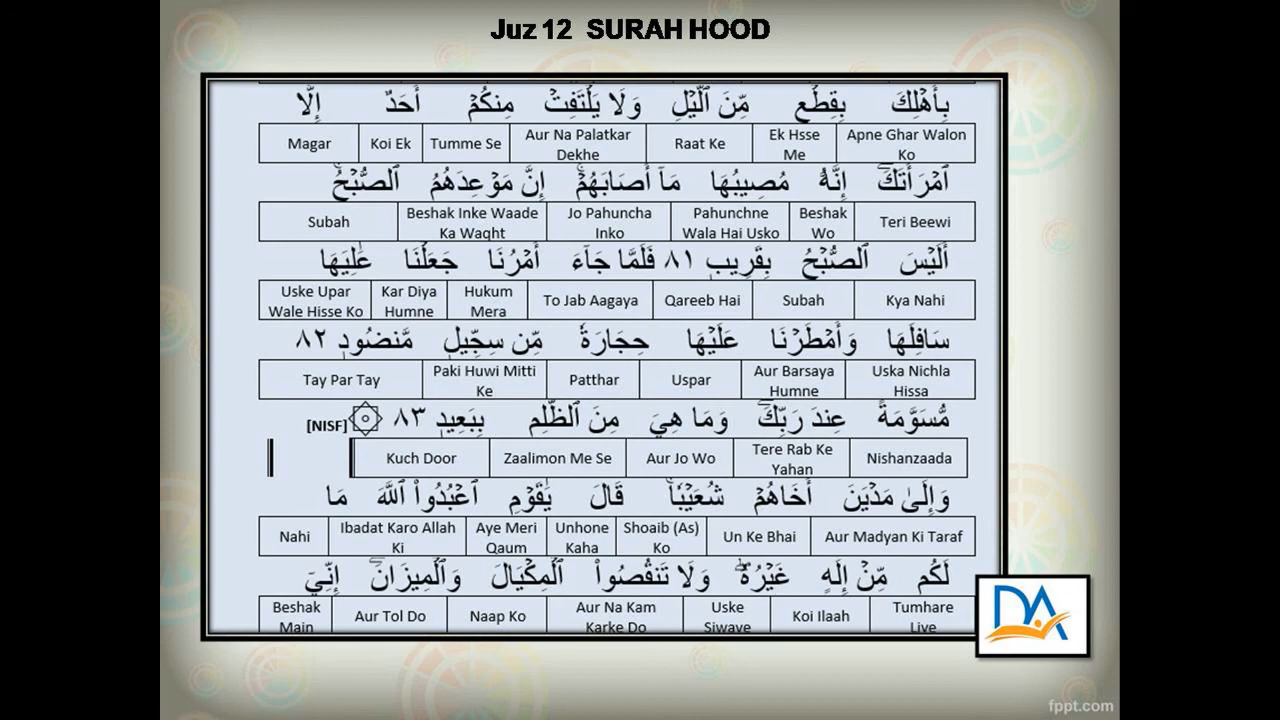 Juz 12 SURAH HOOD
بِأَهْلِكَ بِقِطْعٍ مِّنَ ٱلَّيْلِ وَلَا يَلْتَفِتْ مِنكُمْ أَحَدٌ إِلَّا
Apne Ghar Walon Ko | Ek Hsse Me | Raat Ke | Aur Na Palatkar Dekhe | Tumme Se | Koi Ek | Magar
ٱمْرَأَتَكَ ۖ إِنَّهُۥ مُصِيبُهَا مَآ أَصَابَهُمْ ۚ إِنَّ مَوْعِدَهُمُ ٱلصُّبْحُ ۚ
Teri Beewi | Beshak Wo | Pahunchne Wala Hai Usko | Jo Pahuncha Inko | Beshak Inke Waade Ka Waqht | Subah
أَلَيْسَ ٱلصُّبْحُ بِقَرِيبٍ ٨١ فَلَمَّا جَآءَ أَمْرُنَا جَعَلْنَا عَٰلِيَهَا
Kya Nahi | Subah | Qareeb Hai | To Jab Aagaya | Hukum Mera | Kar Diya Humne | Uske Upar Wale Hisse Ko
سَافِلَهَا وَأَمْطَرْنَا عَلَيْهَا حِجَارَةً مِّن سِجِّيلٍ مَّنضُودٍ ٨٢
Uska Nichla Hissa | Aur Barsaya Humne | Uspar | Patthar | Paki Huwi Mitti Ke | Tay Par Tay
مُّسَوَّمَةً عِندَ رَبِّكَ ۖ وَمَا هِىَ مِنَ ٱلظَّٰلِمِينَ بِبَعِيدٍ ٨٣ ۞ [NISF]
Nishanzaada | Tere Rab Ke Yahan | Aur Jo Wo | Zaalimon Me Se | Kuch Door
وَإِلَىٰ مَدْيَنَ أَخَاهُمْ شُعَيْبًا ۚ قَالَ يَٰقَوْمِ ٱعْبُدُوا۟ ٱللَّهَ مَا
Aur Madyan Ki Taraf | Un Ke Bhai | Shoaib (As) Ko | Unhone Kaha | Aye Meri Qaum | Ibadat Karo Allah Ki | Nahi
لَكُم مِّنْ إِلَٰهٍ غَيْرُهُۥ ۖ وَلَا تَنقُصُوا۟ ٱلْمِكْيَالَ وَٱلْمِيزَانَ ۚ إِنِّىٓ
Tumhare Live | Koi Ilaah | Uske Siwave | Aur Na Kam Karke Do | Naap Ko | Aur Tol Do | Beshak Main
DA
fppt.com